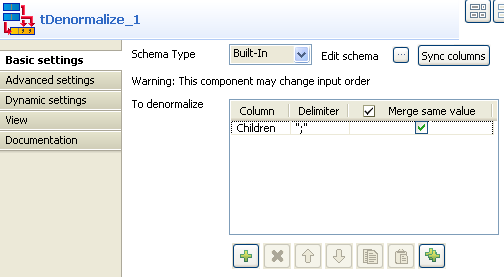 tDenormalize_1
Basic settings
Advanced settings
Dynamic settings
View
Documentation
Schema Type Built-In Edit schema ... Sync columns
Warning: This component may change input order
To denormalize
Column Delimiter Merge same value
Children ";"